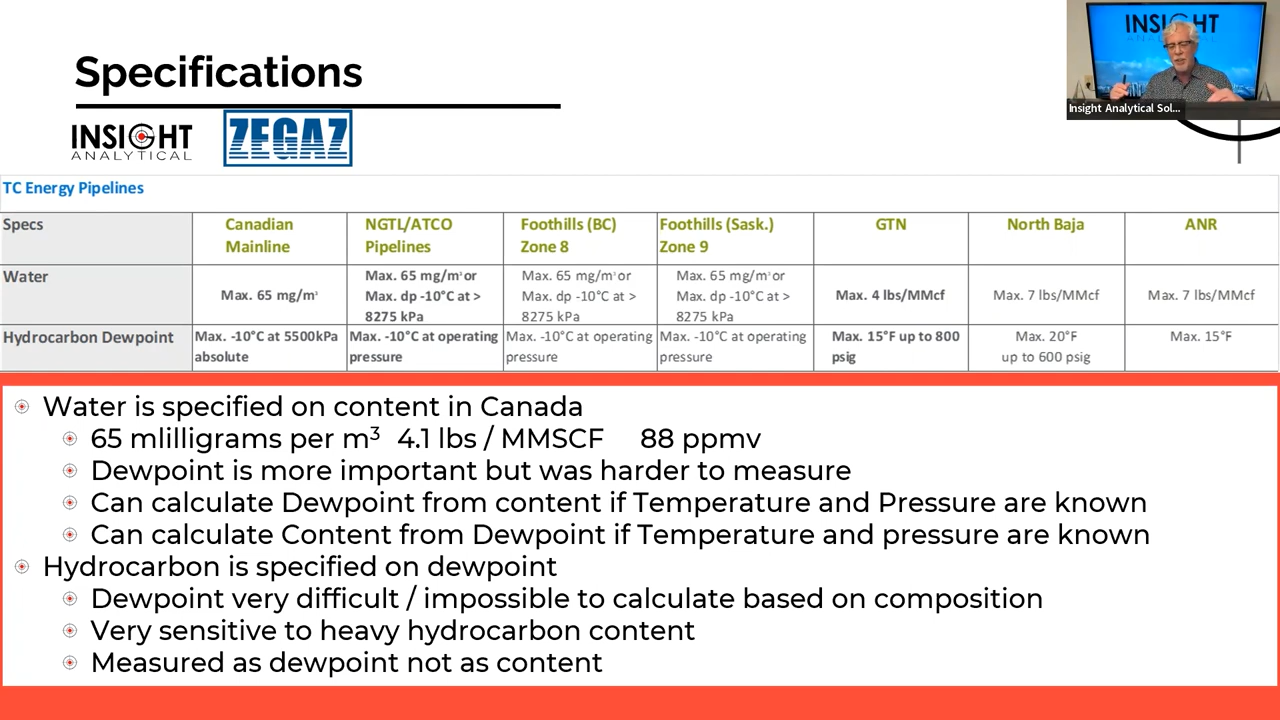 INSIGHT
Insight Analytical Sol...
Specifications
INSIGHT
ANALYTICAL
ZEGAZ
TC Energy Pipelines
Specs
Canadian
Mainline
NGTL/ATCO
Pipelines
Foothills (BC)
Zone 8
Foothills (Sask.)
Zone 9
GTN
North Baja
ANR
Water
Max. 65 mg/m³
Max. 65 mg/m³ or
Max. dp -10°C at >
8275 kPa
Max. 65 mg/m³ or
Max. dp -10°C at >
8275 kPa
Max. 65 mg/m³ or
Max. dp -10°C at >
8275 kPa
Max. 4 lbs/MMcf
Max. 7 lbs/MMcf
Max. 7 lbs/MMcf
Hydrocarbon Dewpoint
Max. -10°C at 5500kPa
absolute
Max. -10°C at operating
pressure
Max. -10°C at operating
pressure
Max. -10°C at operating
pressure
Max. 15°F up to 800
psig
Max. 20°F
up to 600 psig
Max. 15°F
Water is specified on content in Canada
65 mlilligrams per m³ 4.1 lbs / MMSCF 88 ppmv
Dewpoint is more important but was harder to measure
Can calculate Dewpoint from content if Temperature and Pressure are known
Can calculate Content from Dewpoint if Temperature and pressure are known
Hydrocarbon is specified on dewpoint
Dewpoint very difficult / impossible to calculate based on composition
Very sensitive to heavy hydrocarbon content
Measured as dewpoint not as content